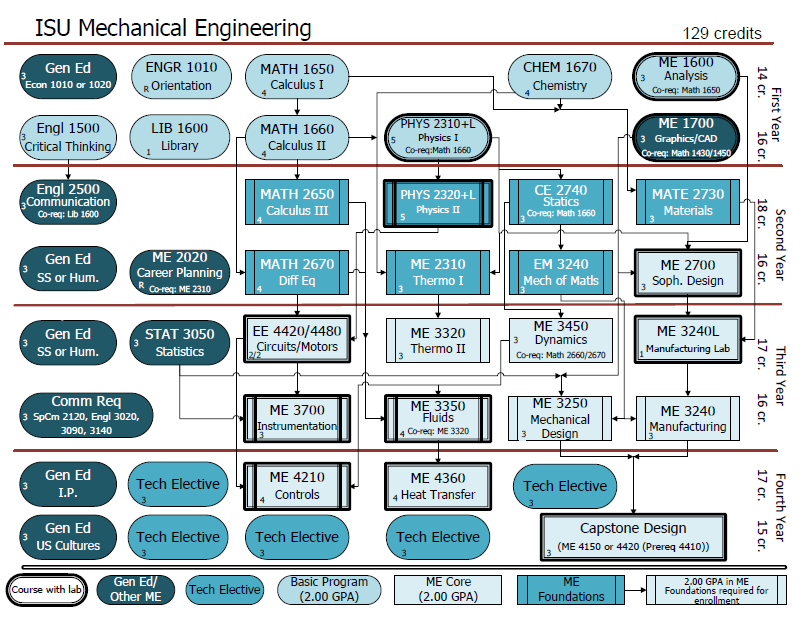 ISU Mechanical Engineering
129 credits
Gen Ed
3
Econ 1010 or 1020
ENGR 1010
R Orientation
MATH 1650
Calculus I
4
CHEM 1670
Chemistry
4
ME 1600
Analysis
3
Co-req: Math 1650
14 cr.
First Year
Engl 1500
3
Critical Thinking
LIB 1600
Library
1
MATH 1660
Calculus II
4
PHYS 2310+L
Physics I
5
Co-req:Math 1660
ME 1700
Graphics/CAD
3
Co-req: Math 1430/1450
16 cr.
Engl 2500
Communication
3
Co-req: Lib 1600
MATH 2650
Calculus III
4
PHYS 2320+L
Physics II
5
CE 2740
Statics
3 Co-req: Math 1660
MATE 2730
Materials
3
18 cr.
Second Year
Gen Ed
3
SS or Hum.
ME 2020
Career Planning
R Co-req: ME 2310
MATH 2670
Diff Eq
4
ME 2310
Thermo I
3
EM 3240
Mech of Matls
3
ME 2700
Soph. Design
3
16 cr.
Gen Ed
3
SS or Hum.
STAT 3050
Statistics
3
EE 4420/4480
Circuits/Motors
2/2
ME 3320
Thermo II
3
ME 3450
Dynamics
3
Co-req: Math 2660/2670
ME 3240L
Manufacturing Lab
1
17 cr.
Third Year
Comm Req
3 SpCm 2120, Engl 3020,
3090, 3140
ME 3700
Instrumentation
3
ME 3350
Fluids
4
Co-req: ME 3320
ME 3250
Mechanical
Design
3
ME 3240
Manufacturing
3
16 cr.
Gen Ed
3
I.P.
Tech Elective
3
ME 4210
Controls
4
ME 4360
Heat Transfer
4
Tech Elective
3
17 cr.
Fourth Year
Gen Ed
3
US Cultures
Tech Elective
3
Tech Elective
3
Tech Elective
3
Capstone Design
(ME 4150 or 4420 (Prereq 4410))
3
15 cr.
Course with lab
Gen Ed/
Other ME
Tech Elective
Basic Program
(2.00 GPA)
ME Core
(2.00 GPA)
ME
Foundations
2.00 GPA in ME
Foundations required for
enrollment